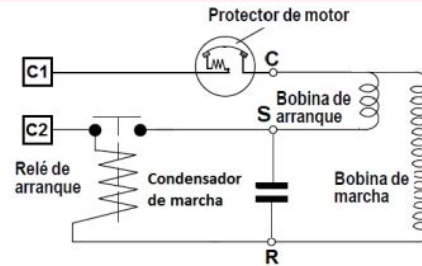 Protector de motor
C1
C
S
Bobina de
arranque
C2
Relé de
arranque
Condensador
de marcha
Bobina de
marcha
R